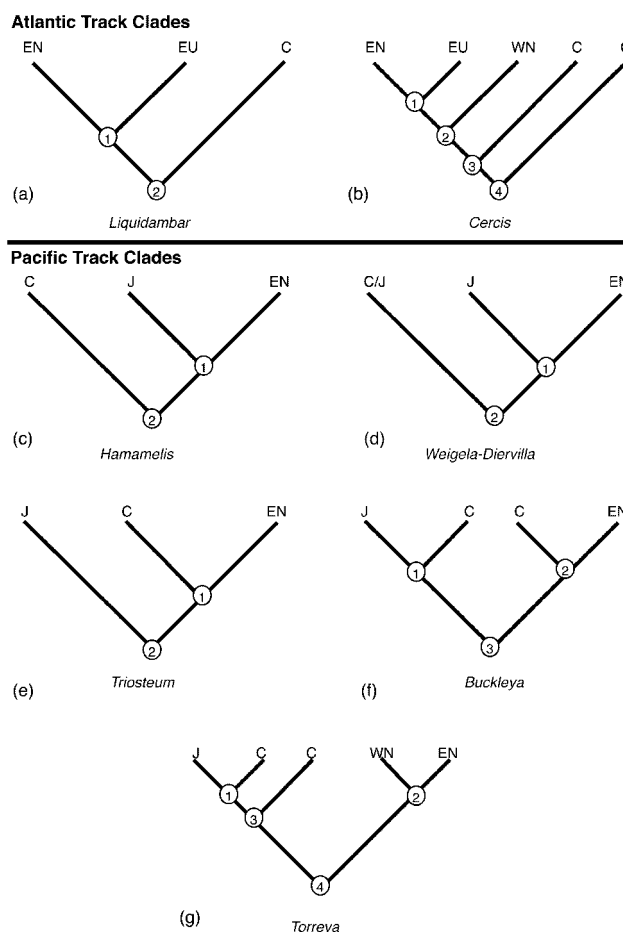 Atlantic Track Clades
EN EU C EN EU WN C C
1 1
2
3
2 4
(a) (b)
Liquidambar Cercis
Pacific Track Clades
C J EN C/J J EN
1 1
2 2
(c) (d)
Hamamelis Weigela-Diervilla
J C EN J C C EN
1 1 2
2 3
(e) (f)
Triosteum Buckleya
J C C WN EN
1 2
3
4
(g)
Torreya